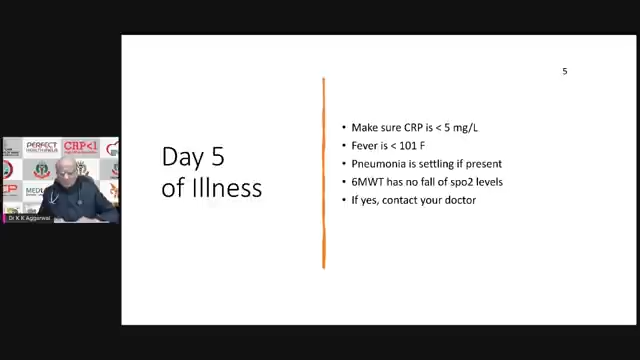 5
Day 5
of Illness
• Make sure CRP is < 5 mg/L
• Fever is < 101 F
• Pneumonia is settling if present
• 6MWT has no fall of spo2 levels
• If yes, contact your doctor
PERFECT
CRP<1
Dr K K Aggarwal